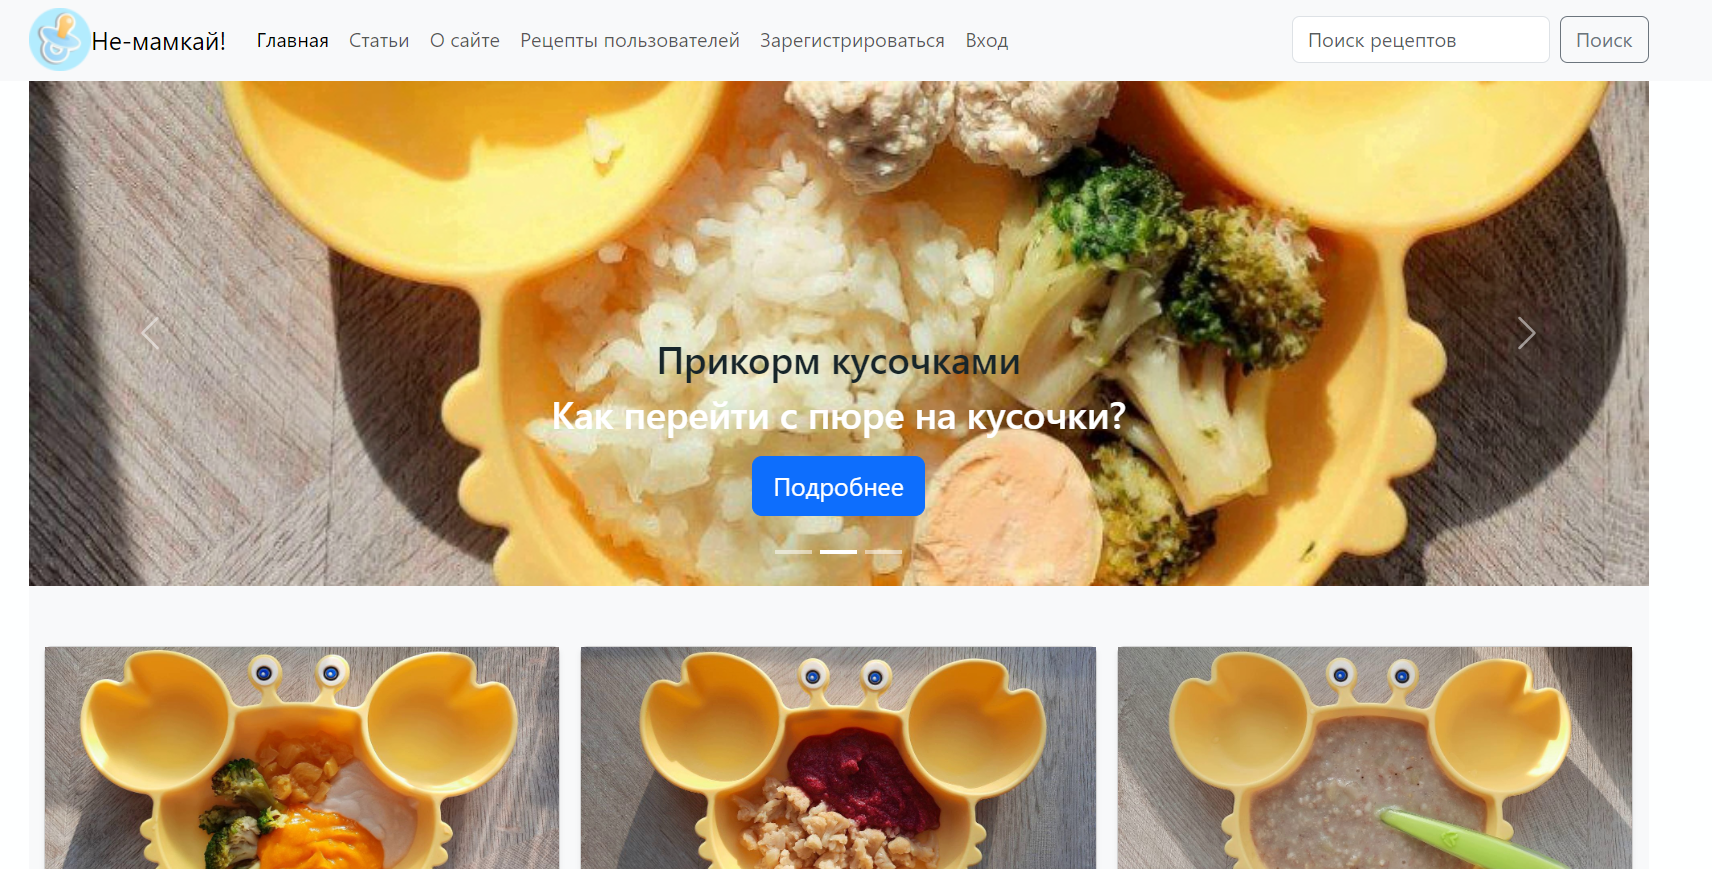 Не-мамкай! Главная Статьи О сайте Рецепты пользователей Зарегистрироваться Вход Поиск рецептов Поиск
Прикорм кусочками
Как перейти с пюре на кусочки?
Подробнее